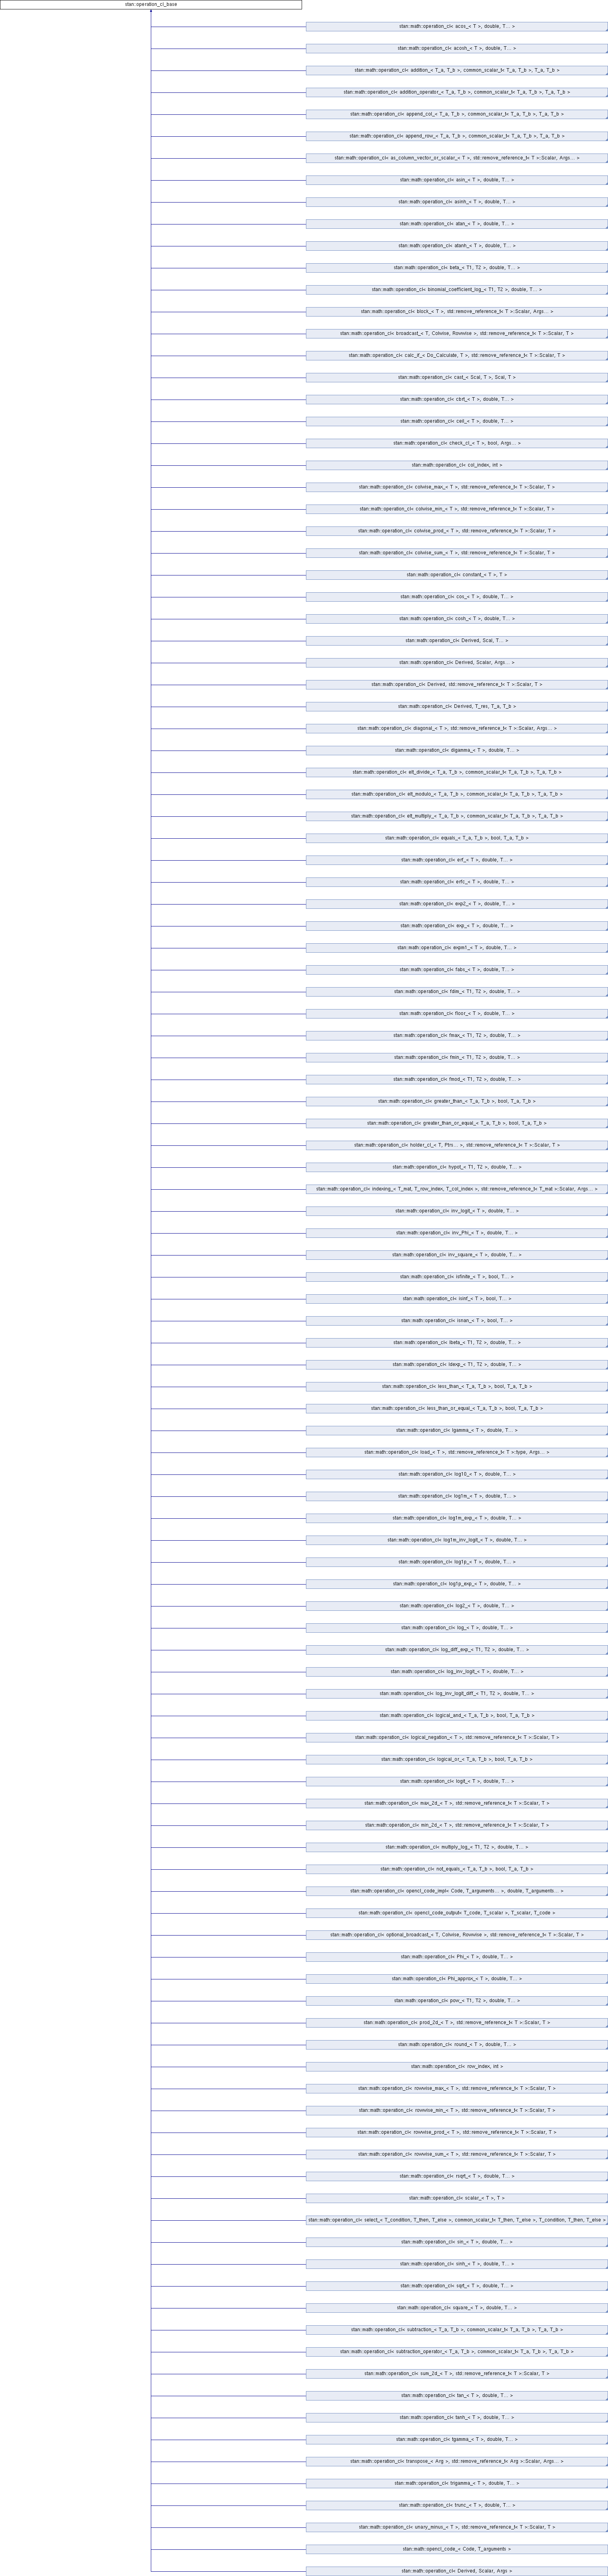 stan::operation_cl_base
stan::math::operation_cl< acos_< T >, double, T... >
stan::math::operation_cl< acosh_< T >, double, T... >
stan::math::operation_cl< addition_< T_a, T_b >, common_scalar_t< T_a, T_b >, T_a, T_b >
stan::math::operation_cl< addition_operator_< T_a, T_b >, common_scalar_t< T_a, T_b >, T_a, T_b >
stan::math::operation_cl< append_col_< T_a, T_b >, common_scalar_t< T_a, T_b >, T_a, T_b >
stan::math::operation_cl< append_row_< T_a, T_b >, common_scalar_t< T_a, T_b >, T_a, T_b >
stan::math::operation_cl< as_column_vector_or_scalar_< T >, std::remove_reference_t< T >::Scalar, Args... >
stan::math::operation_cl< asin_< T >, double, T... >
stan::math::operation_cl< asinh_< T >, double, T... >
stan::math::operation_cl< atan_< T >, double, T... >
stan::math::operation_cl< atanh_< T >, double, T... >
stan::math::operation_cl< beta_< T1, T2 >, double, T... >
stan::math::operation_cl< binomial_coefficient_log_< T1, T2 >, double, T... >
stan::math::operation_cl< block_< T >, std::remove_reference_t< T >::Scalar, Args... >
stan::math::operation_cl< broadcast_< T, Colwise, Rowwise >, std::remove_reference_t< T >::Scalar, T >
stan::math::operation_cl< calc_if_< Do_Calculate, T >, std::remove_reference_t< T >::Scalar, T >
stan::math::operation_cl< cast_< Scal, T >, Scal, T >
stan::math::operation_cl< cbrt_< T >, double, T... >
stan::math::operation_cl< ceil_< T >, double, T... >
stan::math::operation_cl< check_cl_< T >, bool, Args... >
stan::math::operation_cl< col_index, int >
stan::math::operation_cl< colwise_max_< T >, std::remove_reference_t< T >::Scalar, T >
stan::math::operation_cl< colwise_min_< T >, std::remove_reference_t< T >::Scalar, T >
stan::math::operation_cl< colwise_prod_< T >, std::remove_reference_t< T >::Scalar, T >
stan::math::operation_cl< colwise_sum_< T >, std::remove_reference_t< T >::Scalar, T >
stan::math::operation_cl< constant_< T >, T >
stan::math::operation_cl< cos_< T >, double, T... >
stan::math::operation_cl< cosh_< T >, double, T... >
stan::math::operation_cl< Derived, Scal, T... >
stan::math::operation_cl< Derived, Scalar, Args... >
stan::math::operation_cl< Derived, std::remove_reference_t< T >::Scalar, T >
stan::math::operation_cl< Derived, T_res, T_a, T_b >
stan::math::operation_cl< diagonal_< T >, std::remove_reference_t< T >::Scalar, Args... >
stan::math::operation_cl< digamma_< T >, double, T... >
stan::math::operation_cl< elt_divide_< T_a, T_b >, common_scalar_t< T_a, T_b >, T_a, T_b >
stan::math::operation_cl< elt_modulo_< T_a, T_b >, common_scalar_t< T_a, T_b >, T_a, T_b >
stan::math::operation_cl< elt_multiply_< T_a, T_b >, common_scalar_t< T_a, T_b >, T_a, T_b >
stan::math::operation_cl< equals_< T_a, T_b >, bool, T_a, T_b >
stan::math::operation_cl< erf_< T >, double, T... >
stan::math::operation_cl< erfc_< T >, double, T... >
stan::math::operation_cl< exp2_< T >, double, T... >
stan::math::operation_cl< exp_< T >, double, T... >
stan::math::operation_cl< expm1_< T >, double, T... >
stan::math::operation_cl< fabs_< T >, double, T... >
stan::math::operation_cl< fdim_< T1, T2 >, double, T... >
stan::math::operation_cl< floor_< T >, double, T... >
stan::math::operation_cl< fmax_< T1, T2 >, double, T... >
stan::math::operation_cl< fmin_< T1, T2 >, double, T... >
stan::math::operation_cl< fmod_< T1, T2 >, double, T... >
stan::math::operation_cl< greater_than_< T_a, T_b >, bool, T_a, T_b >
stan::math::operation_cl< greater_than_or_equal_< T_a, T_b >, bool, T_a, T_b >
stan::math::operation_cl< holder_cl_< T, Ptrs... >, std::remove_reference_t< T >::Scalar, T >
stan::math::operation_cl< hypot_< T1, T2 >, double, T... >
stan::math::operation_cl< indexing_< T_mat, T_row_index, T_col_index >, std::remove_reference_t< T_mat >::Scalar, Args... >
stan::math::operation_cl< inv_logit_< T >, double, T... >
stan::math::operation_cl< inv_Phi_< T >, double, T... >
stan::math::operation_cl< inv_square_< T >, double, T... >
stan::math::operation_cl< isfinite_< T >, bool, T... >
stan::math::operation_cl< isinf_< T >, bool, T... >
stan::math::operation_cl< isnan_< T >, bool, T... >
stan::math::operation_cl< lbeta_< T1, T2 >, double, T... >
stan::math::operation_cl< ldexp_< T1, T2 >, double, T... >
stan::math::operation_cl< less_than_< T_a, T_b >, bool, T_a, T_b >
stan::math::operation_cl< less_than_or_equal_< T_a, T_b >, bool, T_a, T_b >
stan::math::operation_cl< lgamma_< T >, double, T... >
stan::math::operation_cl< load_< T >, std::remove_reference_t< T >::type, Args... >
stan::math::operation_cl< log10_< T >, double, T... >
stan::math::operation_cl< log1m_< T >, double, T... >
stan::math::operation_cl< log1m_exp_< T >, double, T... >
stan::math::operation_cl< log1m_inv_logit_< T >, double, T... >
stan::math::operation_cl< log1p_< T >, double, T... >
stan::math::operation_cl< log1p_exp_< T >, double, T... >
stan::math::operation_cl< log2_< T >, double, T... >
stan::math::operation_cl< log_< T >, double, T... >
stan::math::operation_cl< log_diff_exp_< T1, T2 >, double, T... >
stan::math::operation_cl< log_inv_logit_< T >, double, T... >
stan::math::operation_cl< log_inv_logit_diff_< T1, T2 >, double, T... >
stan::math::operation_cl< logical_and_< T_a, T_b >, bool, T_a, T_b >
stan::math::operation_cl< logical_negation_< T >, std::remove_reference_t< T >::Scalar, T >
stan::math::operation_cl< logical_or_< T_a, T_b >, bool, T_a, T_b >
stan::math::operation_cl< logit_< T >, double, T... >
stan::math::operation_cl< max_2d_< T >, std::remove_reference_t< T >::Scalar, T >
stan::math::operation_cl< min_2d_< T >, std::remove_reference_t< T >::Scalar, T >
stan::math::operation_cl< multiply_log_< T1, T2 >, double, T... >
stan::math::operation_cl< not_equals_< T_a, T_b >, bool, T_a, T_b >
stan::math::operation_cl< opencl_code_impl< Code, T_arguments... >, double, T_arguments... >
stan::math::operation_cl< opencl_code_output< T_code, T_scalar >, T_scalar, T_code >
stan::math::operation_cl< optional_broadcast_< T, Colwise, Rowwise >, std::remove_reference_t< T >::Scalar, T >
stan::math::operation_cl< Phi_< T >, double, T... >
stan::math::operation_cl< Phi_approx_< T >, double, T... >
stan::math::operation_cl< pow_< T1, T2 >, double, T... >
stan::math::operation_cl< prod_2d_< T >, std::remove_reference_t< T >::Scalar, T >
stan::math::operation_cl< round_< T >, double, T... >
stan::math::operation_cl< row_index, int >
stan::math::operation_cl< rowwise_max_< T >, std::remove_reference_t< T >::Scalar, T >
stan::math::operation_cl< rowwise_min_< T >, std::remove_reference_t< T >::Scalar, T >
stan::math::operation_cl< rowwise_prod_< T >, std::remove_reference_t< T >::Scalar, T >
stan::math::operation_cl< rowwise_sum_< T >, std::remove_reference_t< T >::Scalar, T >
stan::math::operation_cl< rsqrt_< T >, double, T... >
stan::math::operation_cl< scalar_< T >, T >
stan::math::operation_cl< select_< T_condition, T_then, T_else >, common_scalar_t< T_then, T_else >, T_condition, T_then, T_else >
stan::math::operation_cl< sin_< T >, double, T... >
stan::math::operation_cl< sinh_< T >, double, T... >
stan::math::operation_cl< sqrt_< T >, double, T... >
stan::math::operation_cl< square_< T >, double, T... >
stan::math::operation_cl< subtraction_< T_a, T_b >, common_scalar_t< T_a, T_b >, T_a, T_b >
stan::math::operation_cl< subtraction_operator_< T_a, T_b >, common_scalar_t< T_a, T_b >, T_a, T_b >
stan::math::operation_cl< sum_2d_< T >, std::remove_reference_t< T >::Scalar, T >
stan::math::operation_cl< tan_< T >, double, T... >
stan::math::operation_cl< tanh_< T >, double, T... >
stan::math::operation_cl< tgamma_< T >, double, T... >
stan::math::operation_cl< transpose_< Arg >, std::remove_reference_t< Arg >::Scalar, Args... >
stan::math::operation_cl< trigamma_< T >, double, T... >
stan::math::operation_cl< trunc_< T >, double, T... >
stan::math::operation_cl< unary_minus_< T >, std::remove_reference_t< T >::Scalar, T >
stan::math::opencl_code_< Code, T_arguments >
stan::math::operation_cl< Derived, Scalar, Args >